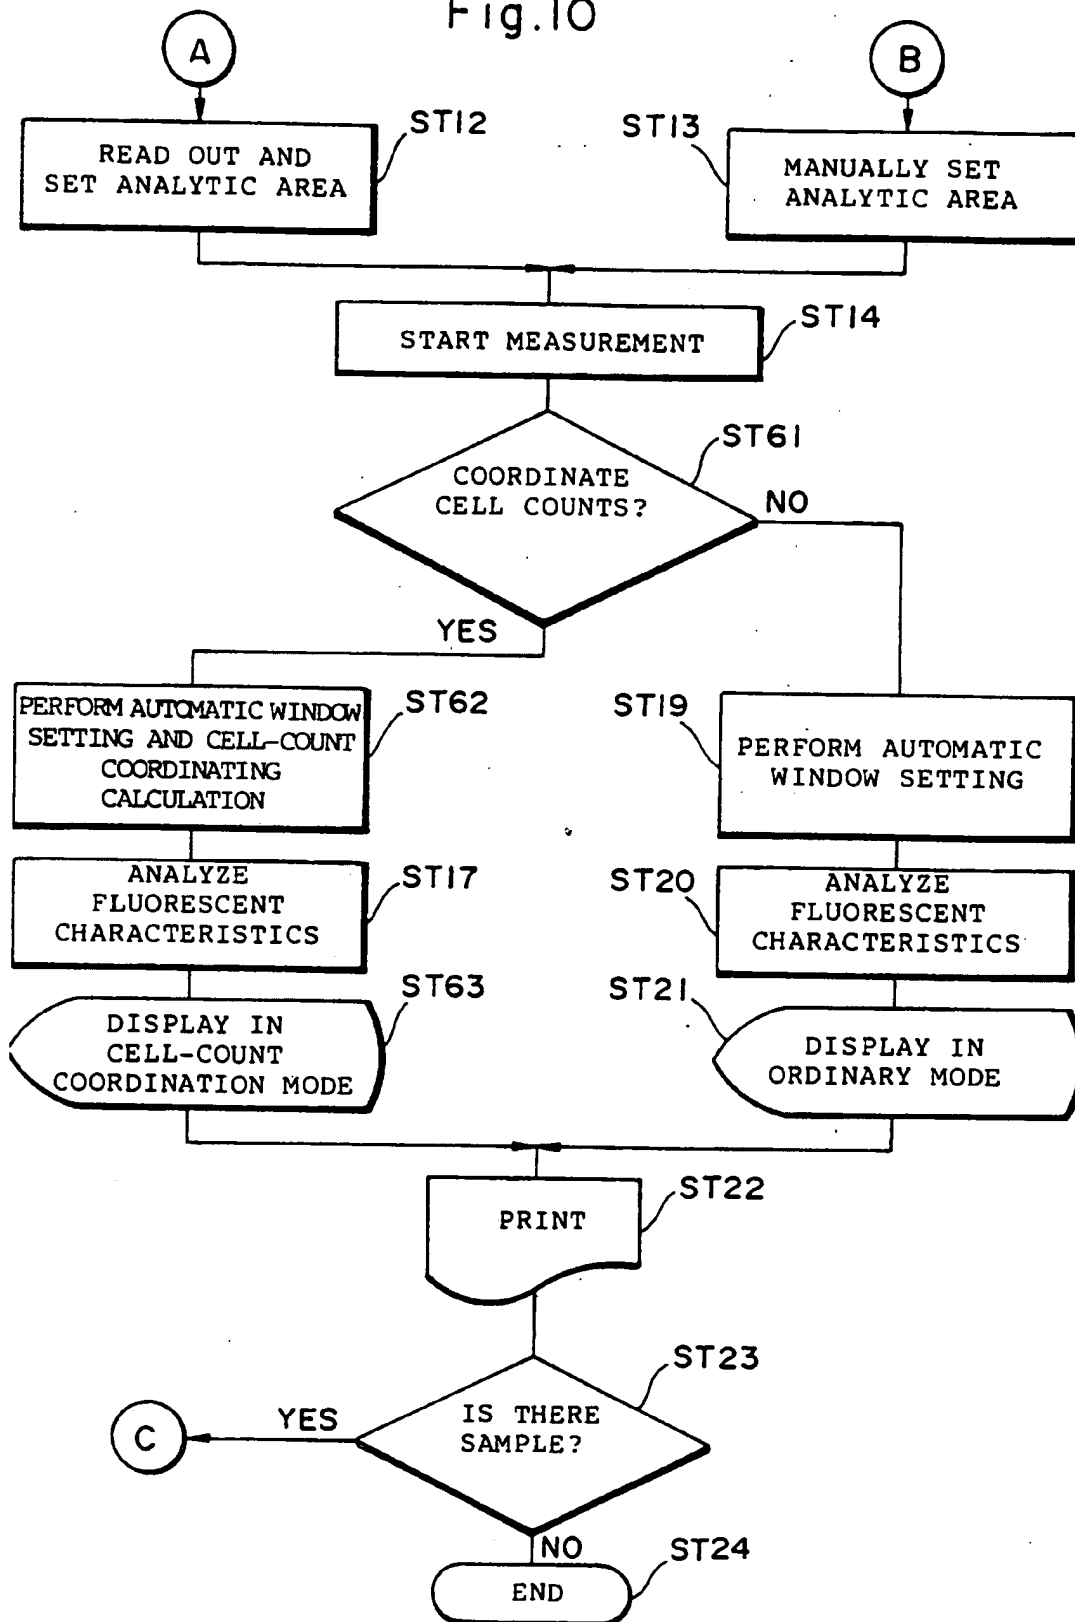 Fig.10
A
B
ST12
ST13
READ OUT AND
SET ANALYTIC AREA
MANUALLY SET
ANALYTIC AREA
ST14
START MEASUREMENT
ST61
COORDINATE
CELL COUNTS?
NO
YES
ST62
ST19
PERFORM AUTOMATIC WINDOW
SETTING AND CELL-COUNT
COORDINATING
CALCULATION
PERFORM AUTOMATIC
WINDOW SETTING
ST17
ST20
ANALYZE
FLUORESCENT
CHARACTERISTICS
ANALYZE
FLUORESCENT
CHARACTERISTICS
ST63
ST21
DISPLAY IN
CELL-COUNT
COORDINATION MODE
DISPLAY IN
ORDINARY MODE
ST22
PRINT
ST23
IS THERE
SAMPLE?
YES
C
NO
ST24
END